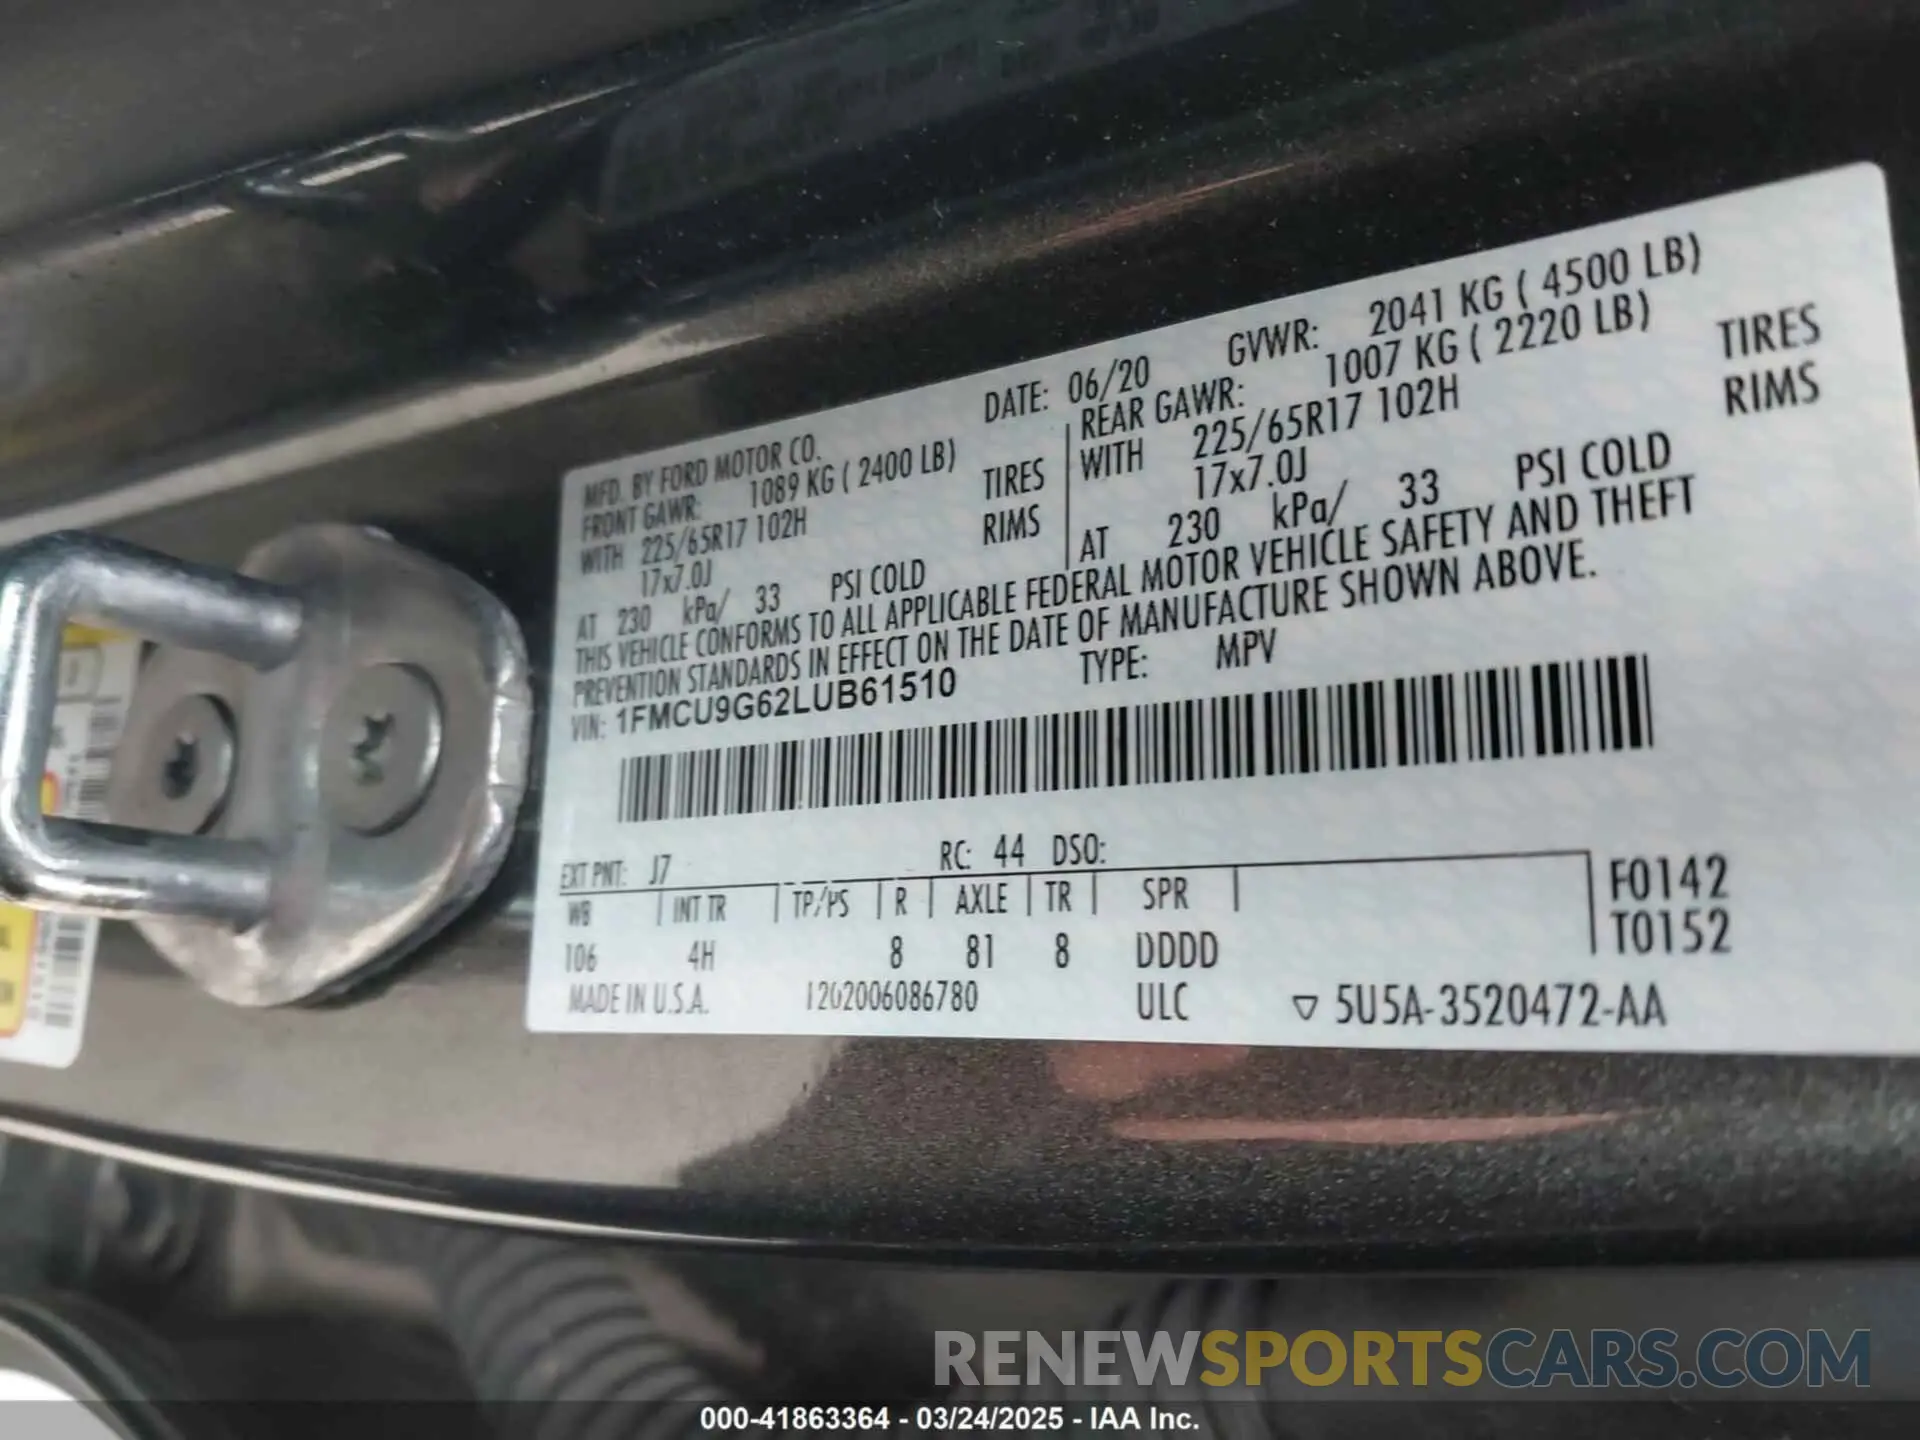 MFD. BY FORD MOTOR CO.
DATE: 06/20
GVWR: 2041 KG ( 4500 LB)
FRONT GAWR: 1089 KG ( 2400 LB)
REAR GAWR: 1007 KG ( 2220 LB)
WITH 225/65R17 102H TIRES
WITH 225/65R17 102H TIRES
17x7.0J RIMS
17x7.0J RIMS
AT 230 kPa/ 33 PSI COLD
AT 230 kPa/ 33 PSI COLD
THIS VEHICLE CONFORMS TO ALL APPLICABLE FEDERAL MOTOR VEHICLE SAFETY AND THEFT
PREVENTION STANDARDS IN EFFECT ON THE DATE OF MANUFACTURE SHOWN ABOVE.
VIN: 1FMCU9G62LUB61510
TYPE: MPV
EXT PNT: J7 RC: 44 DSO:
WB INT TR TP/PS R AXLE TR SPR
F0142
T0152
106 4H 8 81 8 DDDD
MADE IN U.S.A. 1202006086780 ULC ▽ 5U5A-3520472-AA
RENEWSPORTSCARS.COM
000-41863364 - 03/24/2025 - IAA Inc.